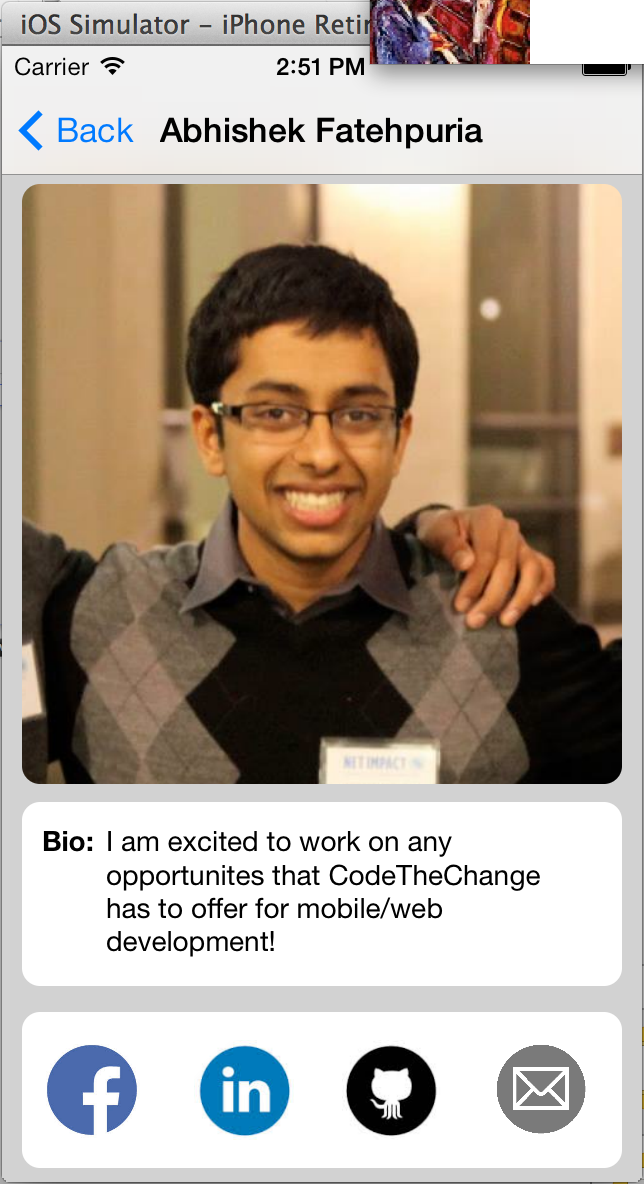 iOS Simulator – iPhone Retin
Carrier 2:51 PM
Back Abhishek Fatehpuria
NET IMPACT
Bio: I am excited to work on any
opportunites that CodeTheChange
has to offer for mobile/web
development!
f in